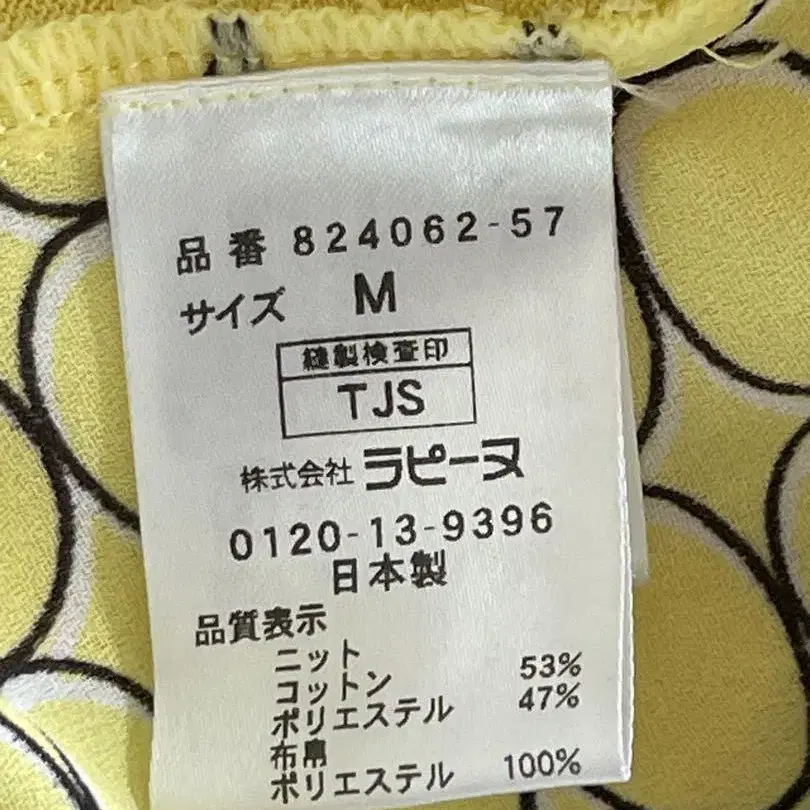 品番 824062-57
サイズ M
縫製検査印
TJS
株式会社 ラピーヌ
0120-13-9396
日本製
品質表示
ニット
コットン 53%
ポリエステル 47%
布帛
ポリエステル 100%